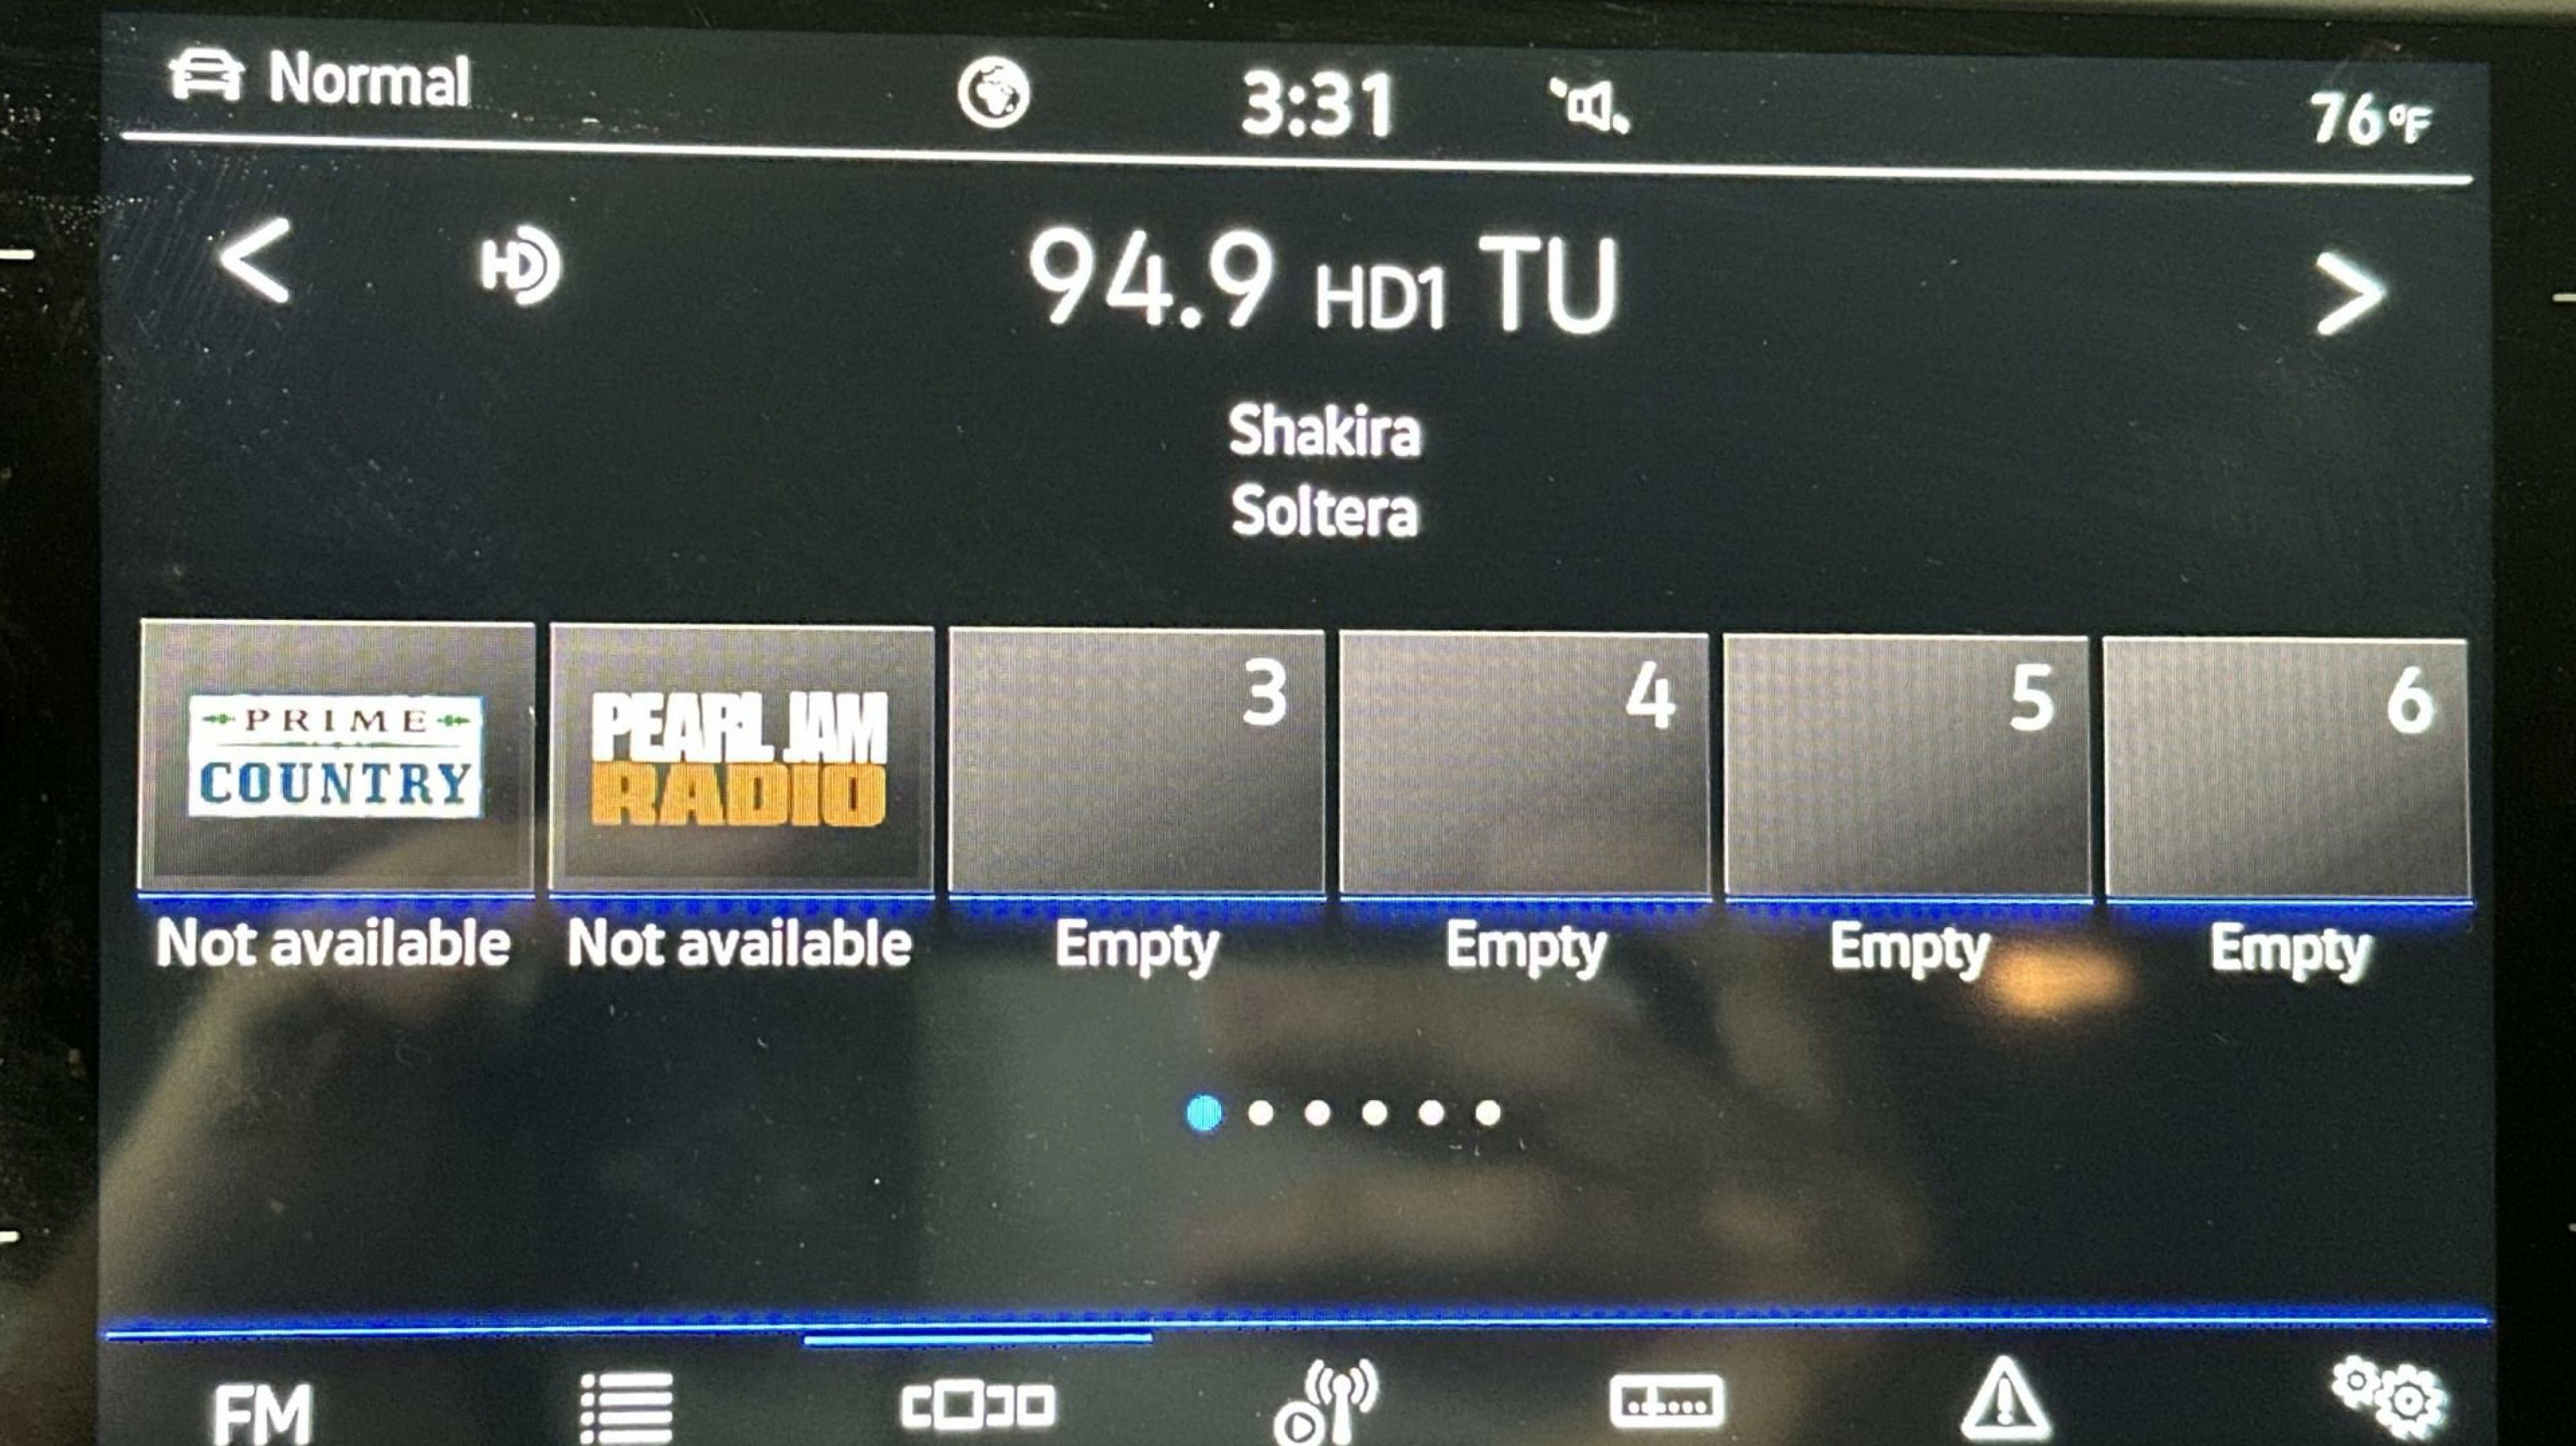 Normal
3:31
76°F
<
HD
94.9 HD1 TU
>
Shakira
Soltera
PRIME
COUNTRY
PEARL JAM
RADIO
3
4
5
6
Not available
Not available
Empty
Empty
Empty
Empty
FM